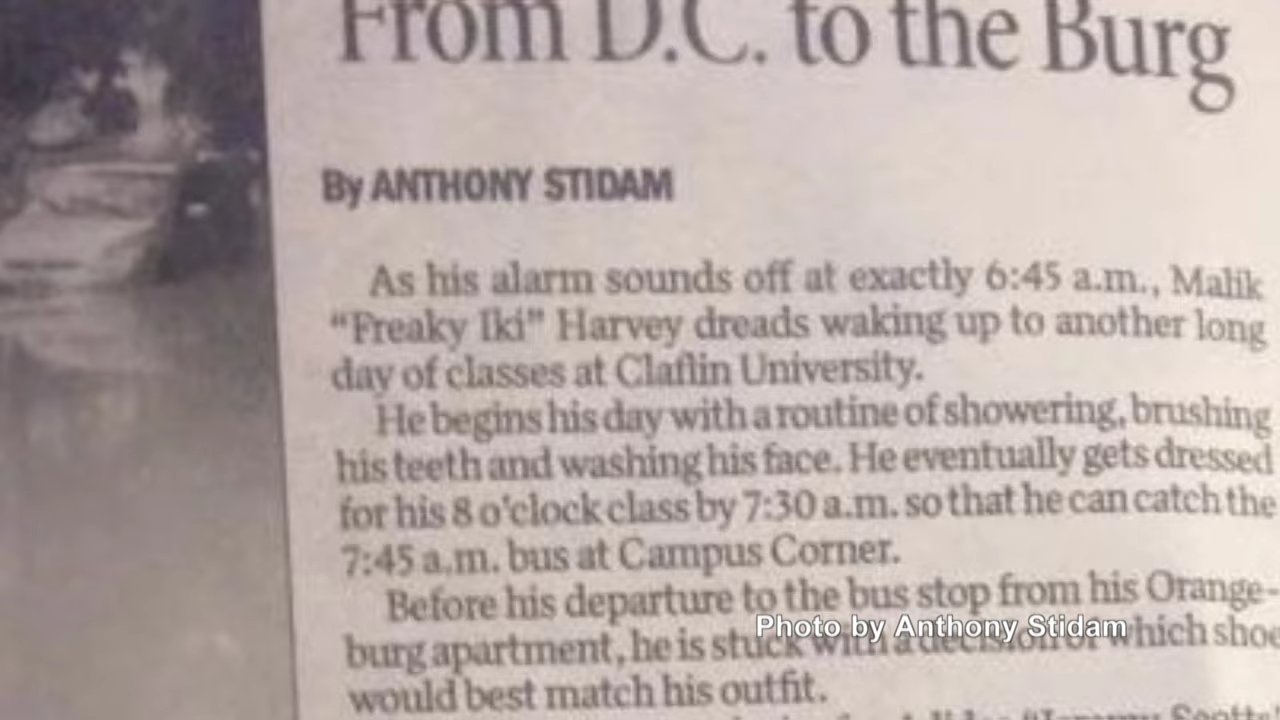 From D.C. to the Burg
By ANTHONY STIDAM
As his alarm sounds off at exactly 6:45 a.m., Malik
“Freaky Iki” Harvey dreads waking up to another long
day of classes at Claflin University.
He begins his day with a routine of showering, brushing
his teeth and washing his face. He eventually gets dressed
for his 8 o'clock class by 7:30 a.m. so that he can catch the
7:45 a.m. bus at Campus Corner.
Before his departure to the bus stop from his Orange-
burg apartment, he is stuck with a decision of which shoe
Photo by Anthony Stidam
would best match his outfit.